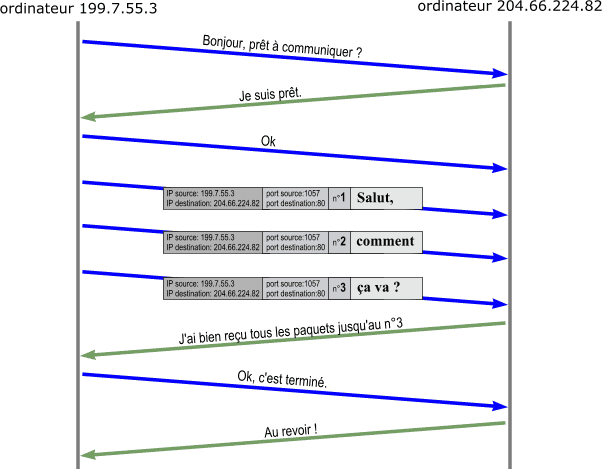 ordinateur 199.7.55.3
ordinateur 204.66.224.82
Bonjour, prêt à communiquer ?
Je suis prêt.
Ok
IP source: 199.7.55.3 port source:1057 n°1 Salut,
IP destination: 204.66.224.82 port destination:80
IP source: 199.7.55.3 port source:1057 n°2 comment
IP destination: 204.66.224.82 port destination:80
IP source: 199.7.55.3 port source:1057 n°3 ça va ?
IP destination: 204.66.224.82 port destination:80
J'ai bien reçu tous les paquets jusqu'au n°3
Ok, c'est terminé.
Au revoir !